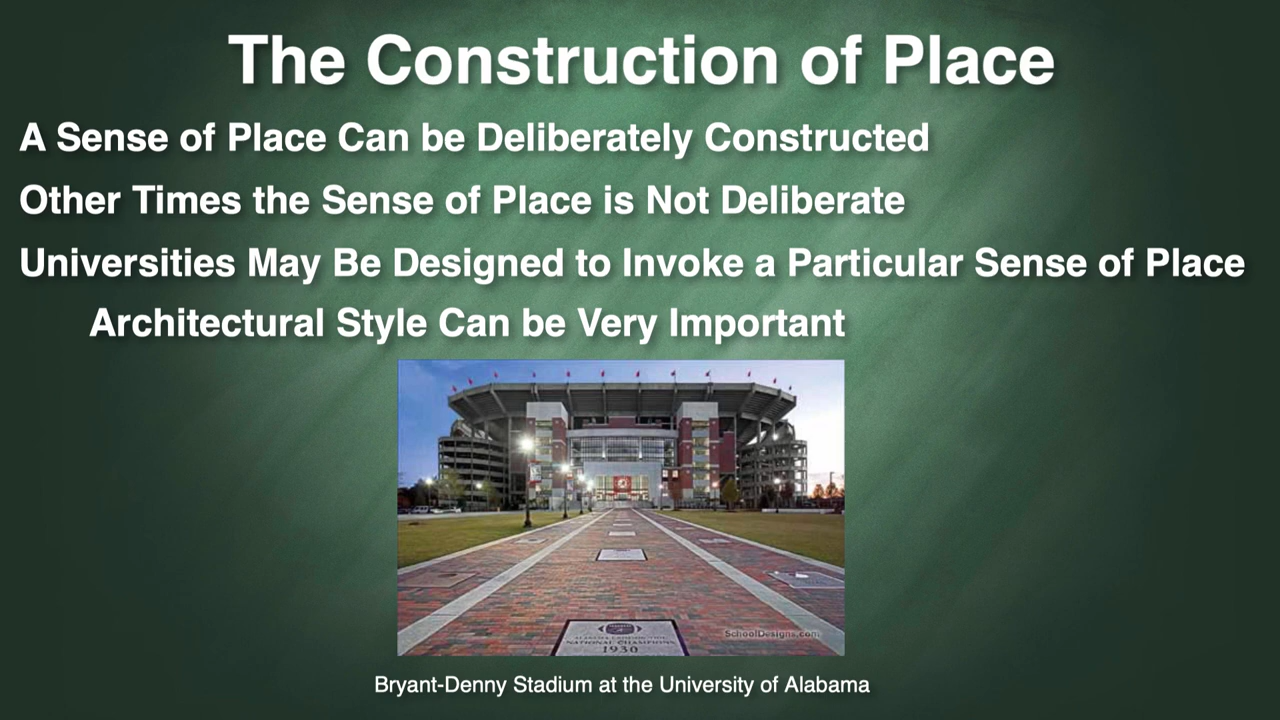 The Construction of Place
A Sense of Place Can be Deliberately Constructed
Other Times the Sense of Place is Not Deliberate
Universities May Be Designed to Invoke a Particular Sense of Place
Architectural Style Can be Very Important
NATIONAL CHAMPIONS
1930
SchoolDesigns.com
Bryant-Denny Stadium at the University of Alabama